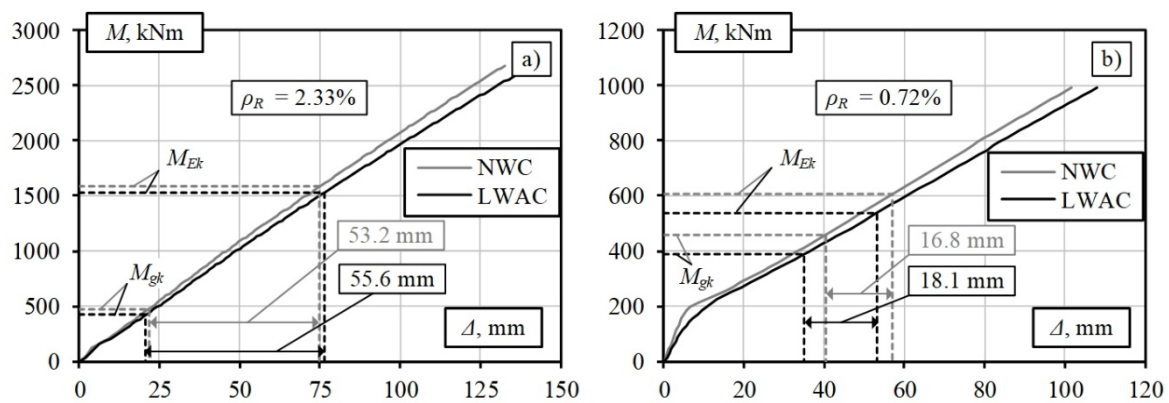 M, kNm
a)
3000
2500
2000
1500
1000
500
0
ρR = 2.33%
MEk
Mgk
NWC
LWAC
53.2 mm
55.6 mm
Δ, mm
0 25 50 75 100 125 150
M, kNm
b)
1200
1000
800
600
400
200
0
ρR = 0.72%
MEk
Mgk
NWC
LWAC
16.8 mm
18.1 mm
Δ, mm
0 20 40 60 80 100 120